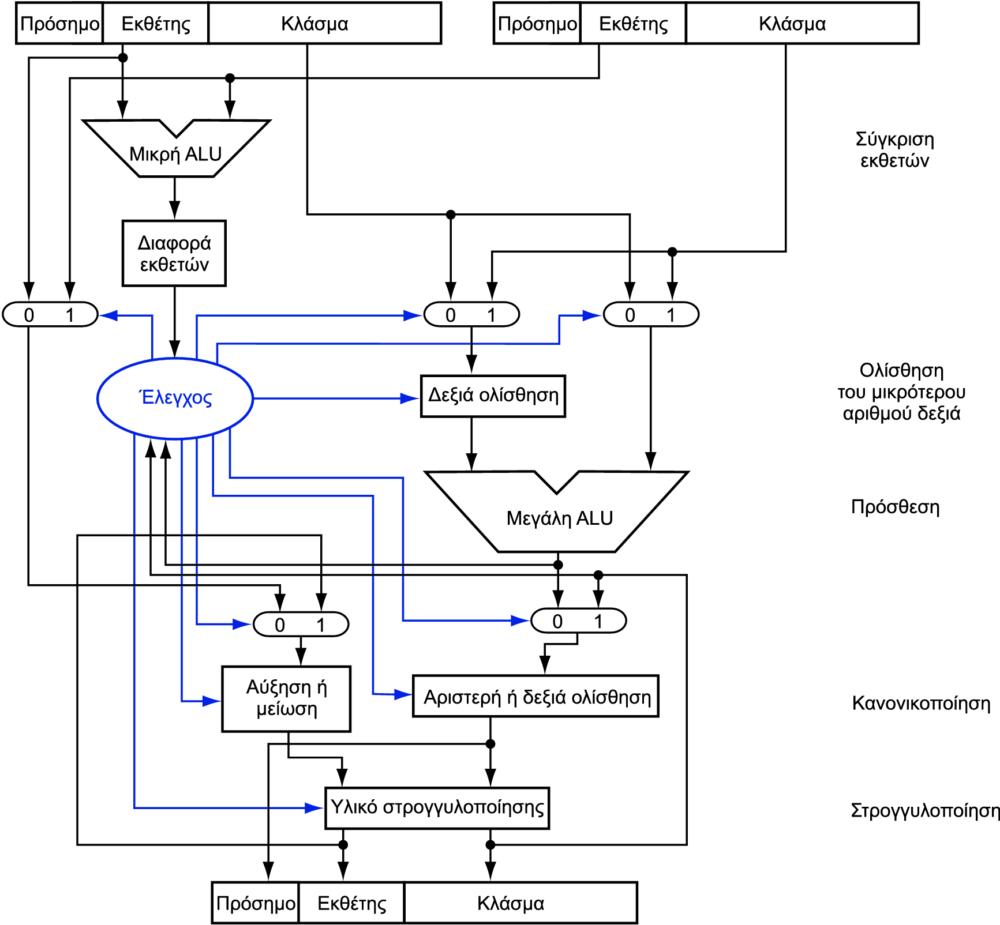 Πρόσημο Εκθέτης Κλάσμα Πρόσημο Εκθέτης Κλάσμα
Μικρή ALU
Σύγκριση
εκθετών
Διαφορά
εκθετών
0 1 0 1 0 1
Έλεγχος
Δεξιά ολίσθηση
Ολίσθηση
του μικρότερου
αριθμού δεξιά
Μεγάλη ALU
Πρόσθεση
0 1 0 1
Αύξηση ή
μείωση
Αριστερή ή δεξιά ολίσθηση
Κανονικοποίηση
Υλικό στρογγυλοποίησης
Στρογγυλοποίηση
Πρόσημο Εκθέτης Κλάσμα